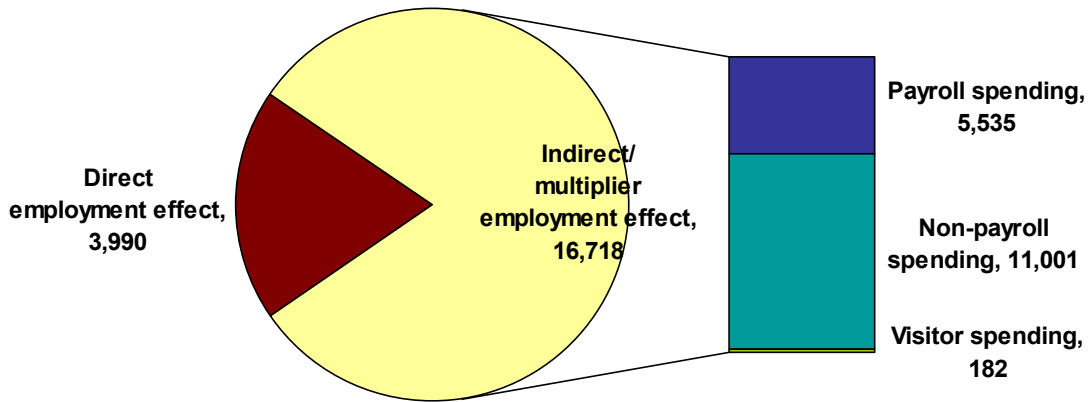 Direct
employment effect,
3,990
Indirect/
multiplier
employment effect,
16,718
Payroll spending,
5,535
Non-payroll
spending, 11,001
Visitor spending,
182